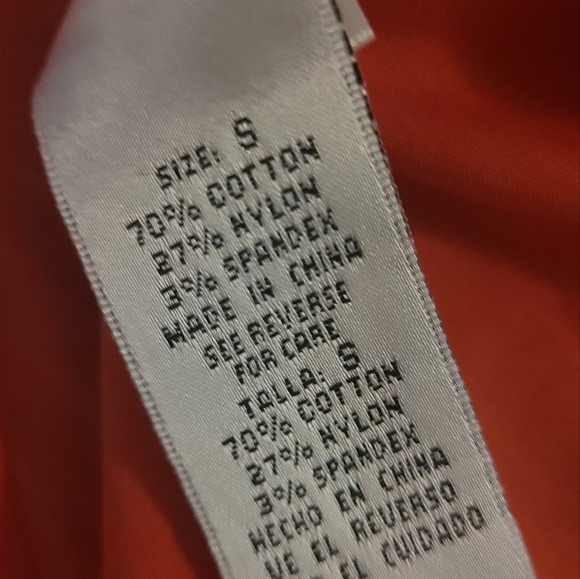 SIZE: S
70% COTTON
27% NYLON
3% SPANDEX
MADE IN CHINA
SEE REVERSE
FOR CARE
TALLA: S
70% COTTON
27% NYLON
3% SPANDEX
HECHO EN CHINA
VE EL REVERSO
EL CUIDADO